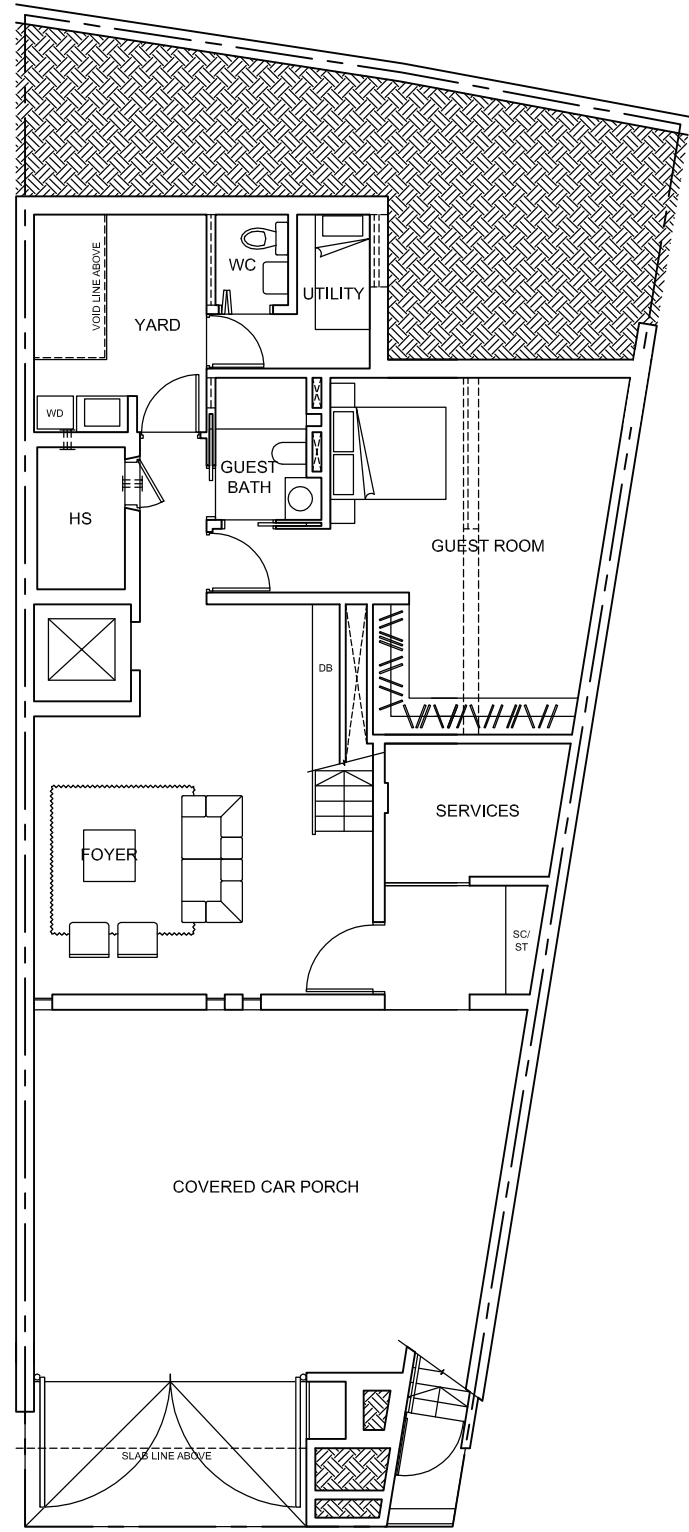 VOID LINE ABOVE
WC
UTILITY
YARD
WD
GUEST
BATH
HS
GUEST ROOM
DB
SERVICES
FOYER
SC/
ST
COVERED CAR PORCH
SLAB LINE ABOVE